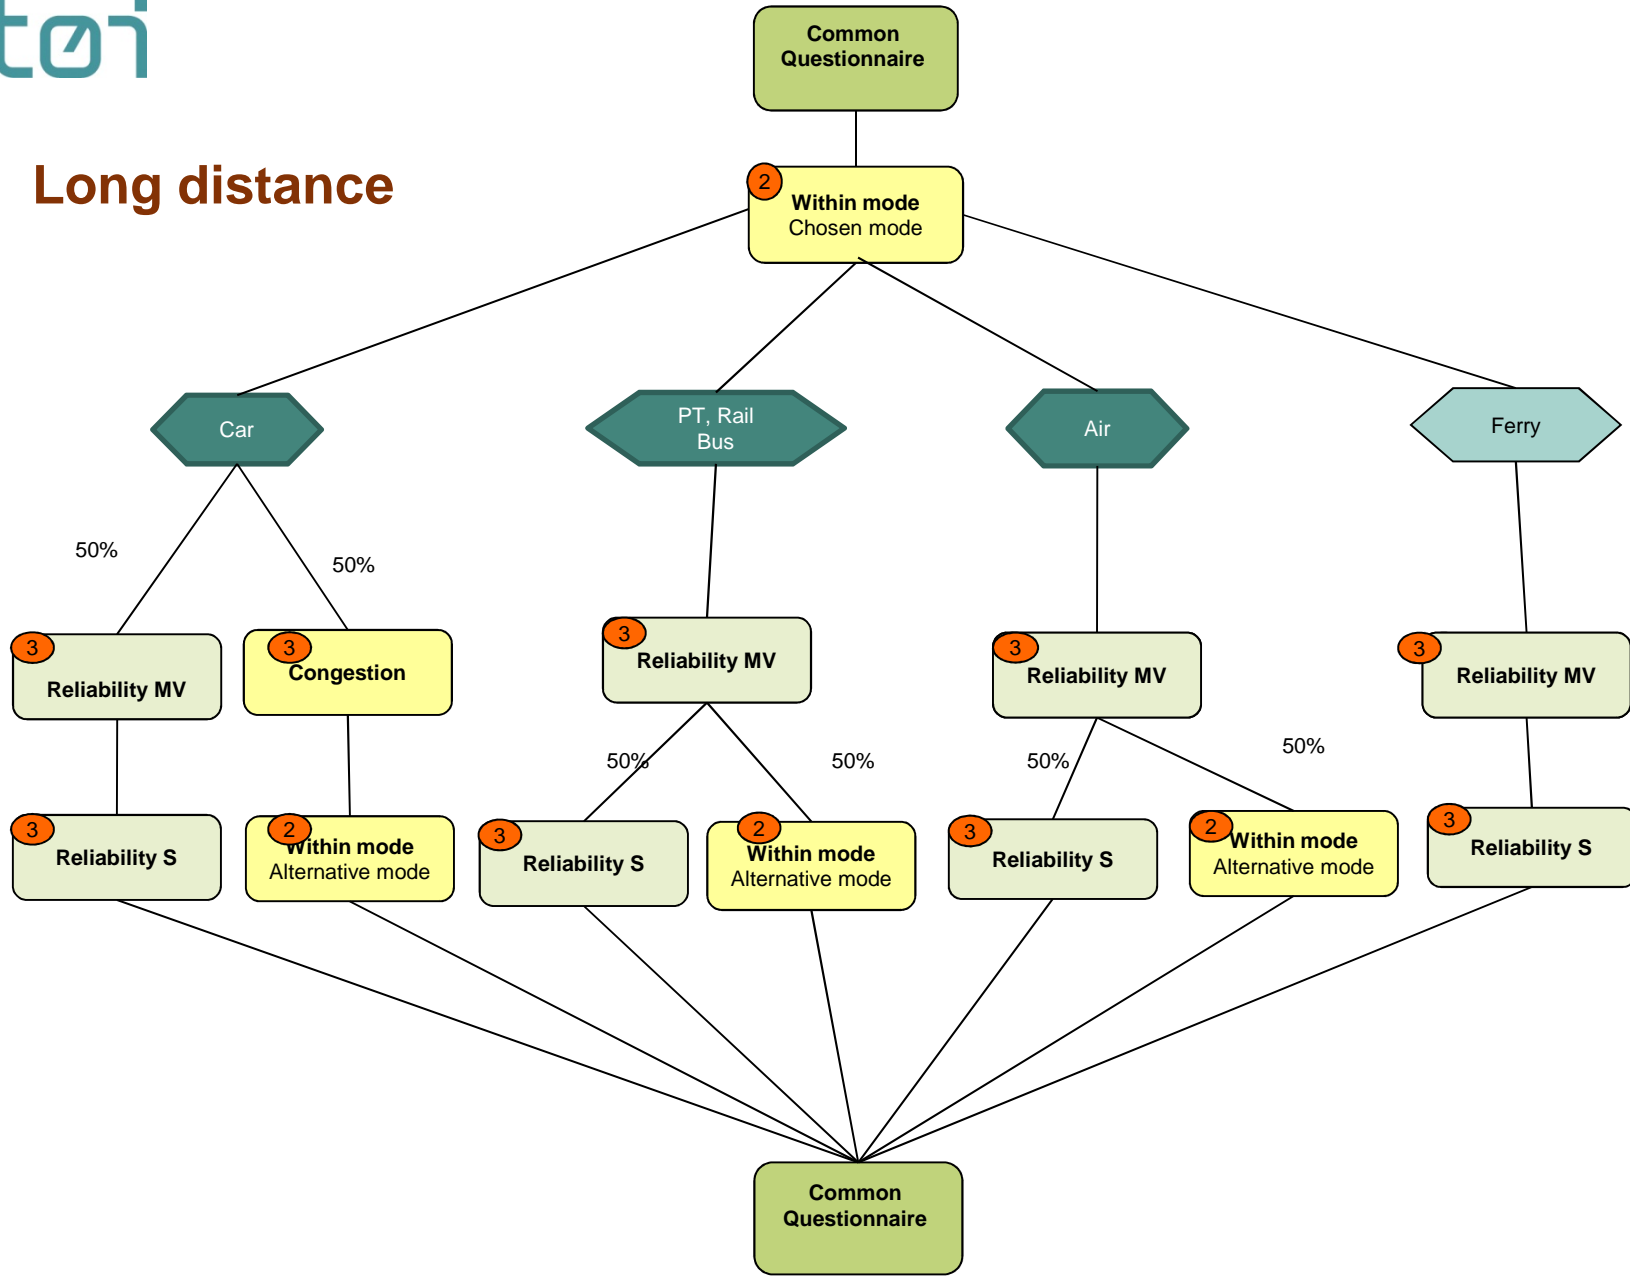 tøi
Common
Questionnaire
Long distance
2
Within mode
Chosen mode
Car
PT, Rail
Bus
Air
Ferry
50%
50%
3
Reliability MV
3
Congestion
3
Reliability MV
3
Reliability MV
3
Reliability MV
50%
50%
50%
50%
3
Reliability S
2
Within mode
Alternative mode
3
Reliability S
2
Within mode
Alternative mode
3
Reliability S
2
Within mode
Alternative mode
3
Reliability S
Common
Questionnaire